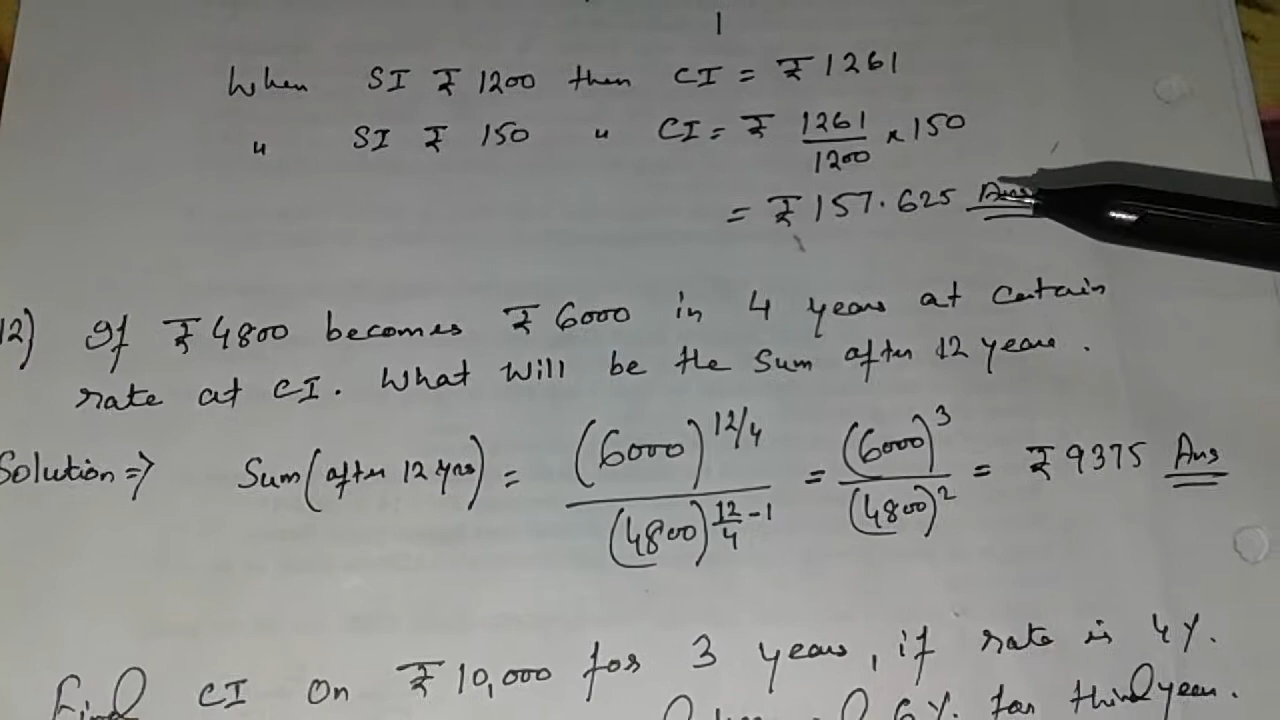 1
When SI ₹ 1200 then CI = ₹ 1261
" SI ₹ 150 " CI = ₹ 1261/1200 × 150
= ₹ 157.625 Ans
12) If ₹ 4800 becomes ₹ 6000 in 4 years at certain
rate at CI. What will be the sum after 12 years.
Solution ⇒ Sum (after 12 yrs) = (6000)^12/4 / (4800)^(12/4 - 1) = (6000)^3 / (4800)^2 = ₹ 9375 Ans
Find CI on ₹ 10,000 for 3 years, if rate is 4%.
6% for third year.